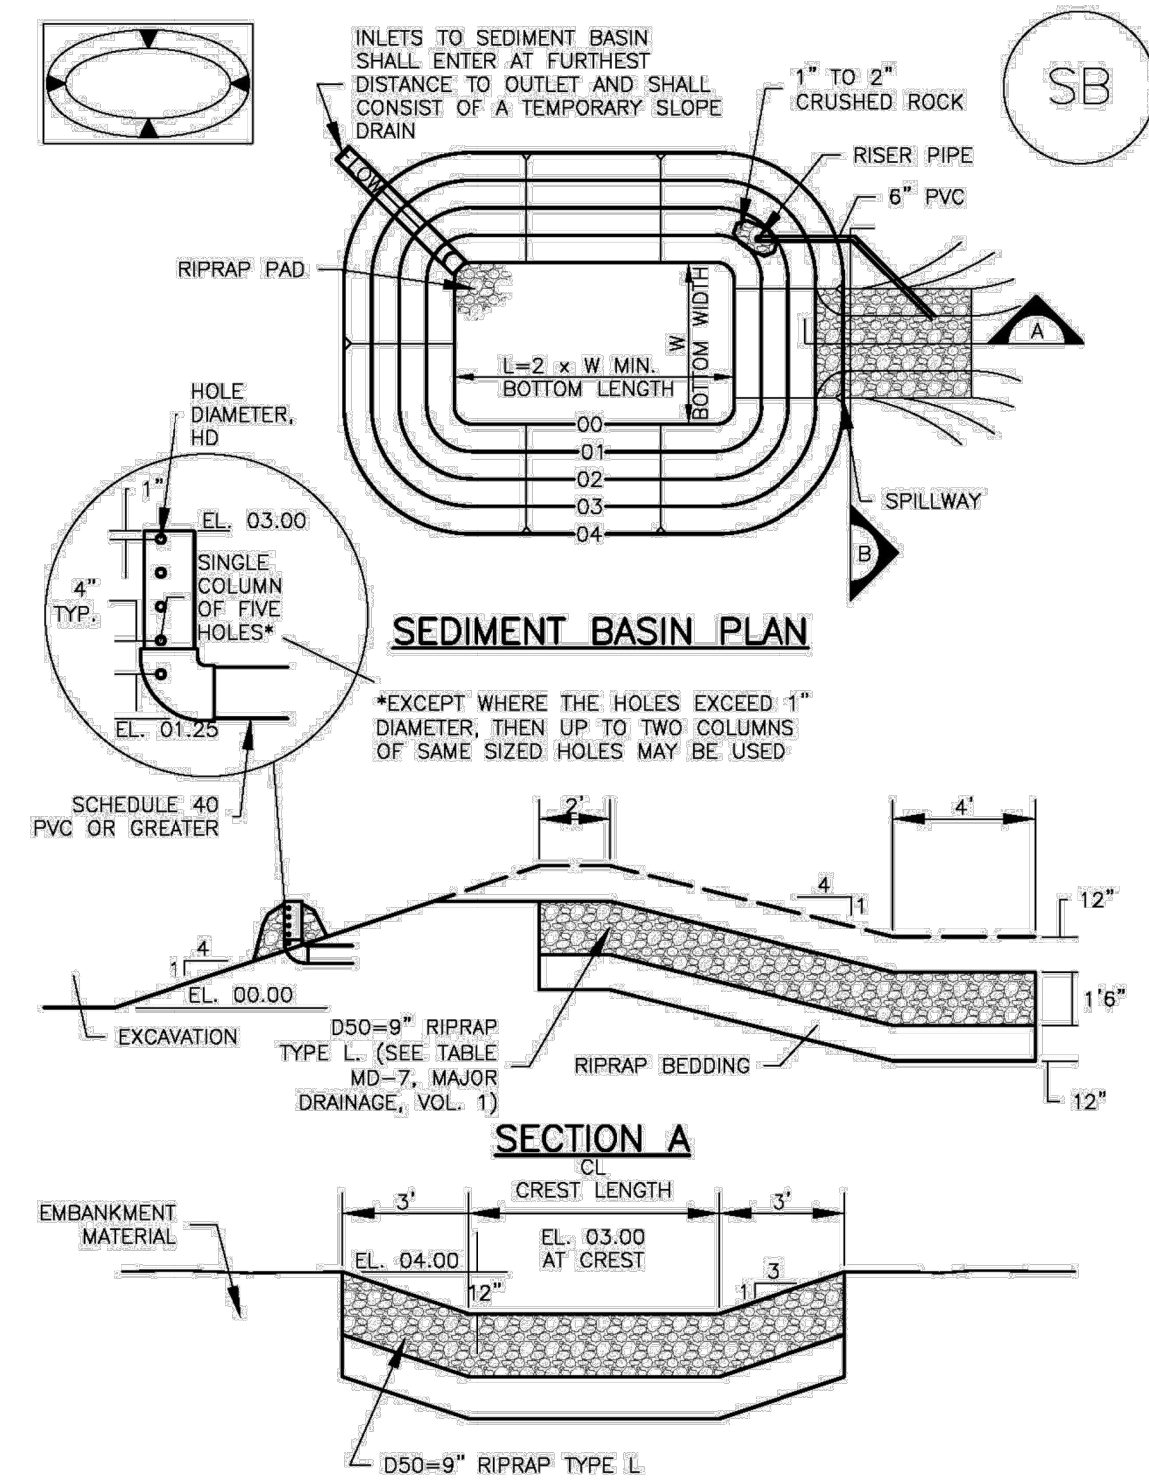 INLETS TO SEDIMENT BASIN
SHALL ENTER AT FURTHEST
DISTANCE TO OUTLET AND SHALL
CONSIST OF A TEMPORARY SLOPE
DRAIN
1" TO 2"
CRUSHED ROCK
SB
RISER PIPE
6" PVC
FLOW
RIPRAP PAD
W
BOTTOM WIDTH
L=2 x W MIN.
BOTTOM LENGTH
A
00
01
02
03
04
SPILLWAY
B
HOLE
DIAMETER,
HD
1"
EL. 03.00
4"
TYP.
SINGLE
COLUMN
OF FIVE
HOLES*
EL. 01.25
SEDIMENT BASIN PLAN
*EXCEPT WHERE THE HOLES EXCEED 1"
DIAMETER, THEN UP TO TWO COLUMNS
OF SAME SIZED HOLES MAY BE USED
SCHEDULE 40
PVC OR GREATER
2'
4'
4
1
12"
4
1
EL. 00.00
1'6"
EXCAVATION
D50=9" RIPRAP
TYPE L. (SEE TABLE
MD-7, MAJOR
DRAINAGE, VOL. 1)
RIPRAP BEDDING
12"
SECTION A
CL
CREST LENGTH
3'
3'
EMBANKMENT
MATERIAL
EL. 04.00
EL. 03.00
AT CREST
12"
3
1
D50=9" RIPRAP TYPE L